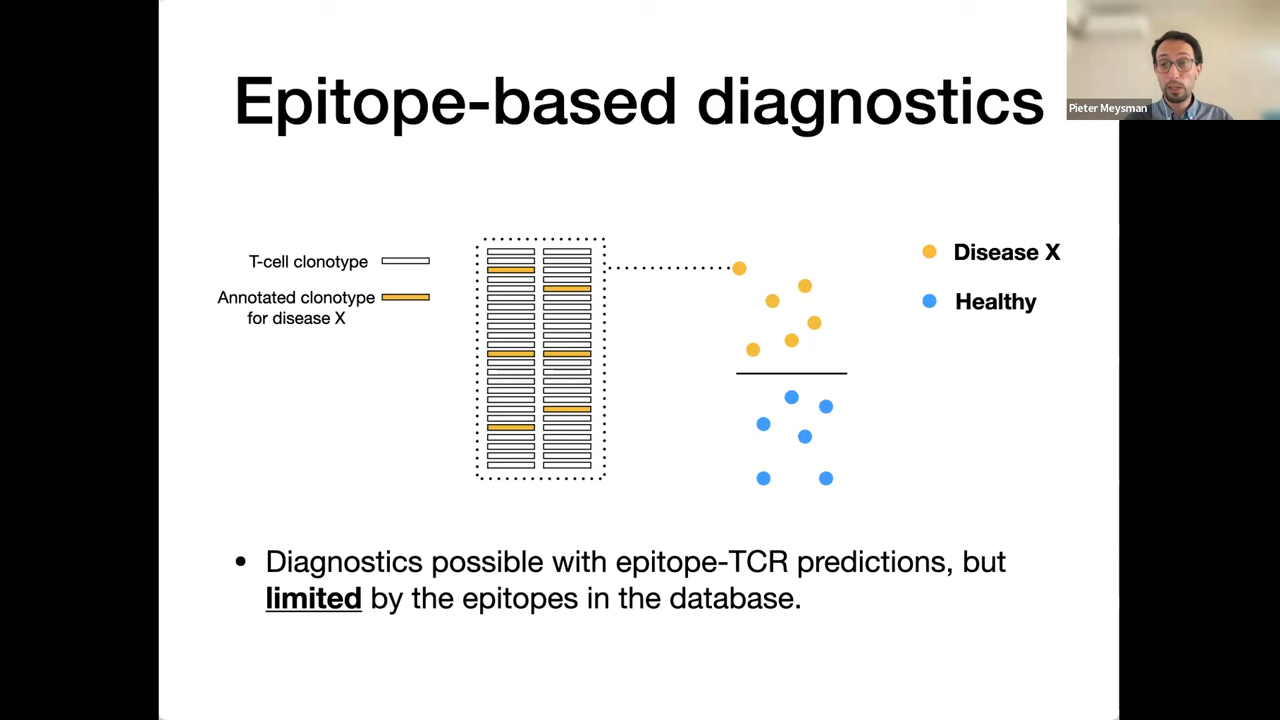 Epitope-based diagnostics
Pieter Meysman
T-cell clonotype
Annotated clonotype
for disease X
Disease X
Healthy
• Diagnostics possible with epitope-TCR predictions, but
limited by the epitopes in the database.